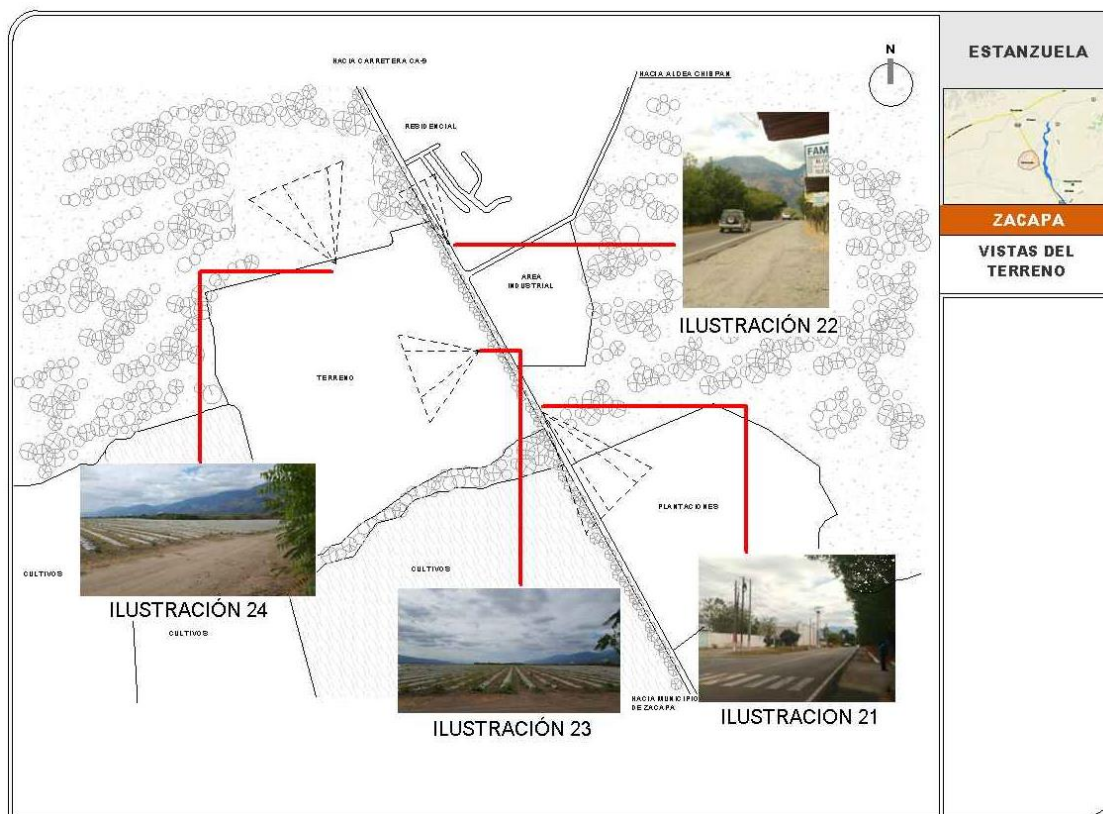 HACIA CARRETERA CA-9
HACIA ALDEA CHISPAN
N
RESIDENCIAL
FAM
AREA
INDUSTRIAL
ILUSTRACIÓN 22
TERRENO
PLANTACIONES
CULTIVOS
ILUSTRACIÓN 24
CULTIVOS
CULTIVOS
ILUSTRACIÓN 23
HACIA MUNICIPIO
DE ZACAPA
ILUSTRACION 21
ESTANZUELA
ZACAPA
VISTAS DEL
TERRENO